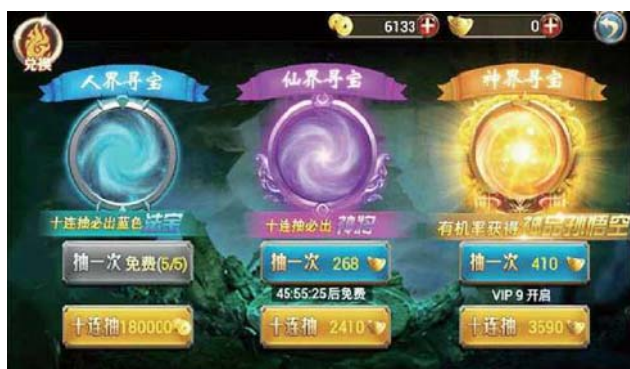 6133
0
兑换
人界寻宝
仙界寻宝
神界寻宝
十连抽必出蓝色法宝
十连抽必出神将
有机率获得神品孙悟空
抽一次 免费(5/5)
抽一次 268
抽一次 410
45:55:25后免费
VIP 9 开启
十连抽180000
十连抽 2410
十连抽 3590